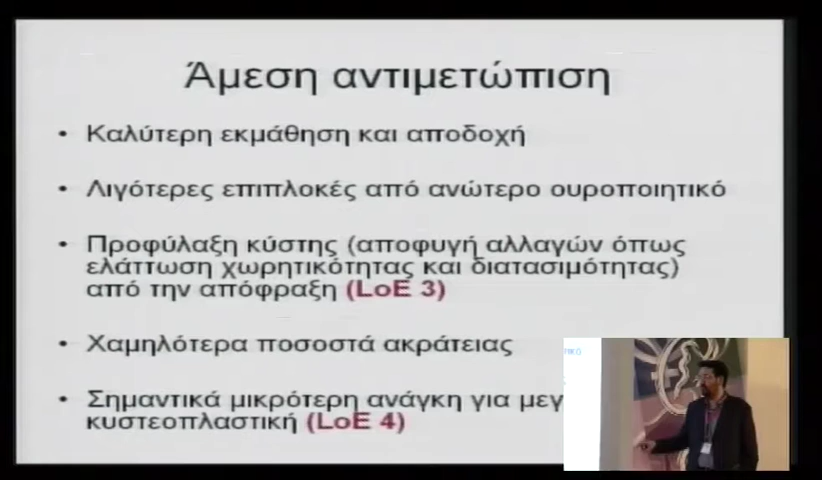 Άμεση αντιμετώπιση
• Καλύτερη εκμάθηση και αποδοχή
• Λιγότερες επιπλοκές από ανώτερο ουροποιητικό
• Προφύλαξη κύστης (αποφυγή αλλαγών όπως
ελάττωση χωρητικότητας και διατασιμότητας)
από την απόφραξη (LoE 3)
• Χαμηλότερα ποσοστά ακράτειας
• Σημαντικά μικρότερη ανάγκη για
κυστεοπλαστική (LoE 4)